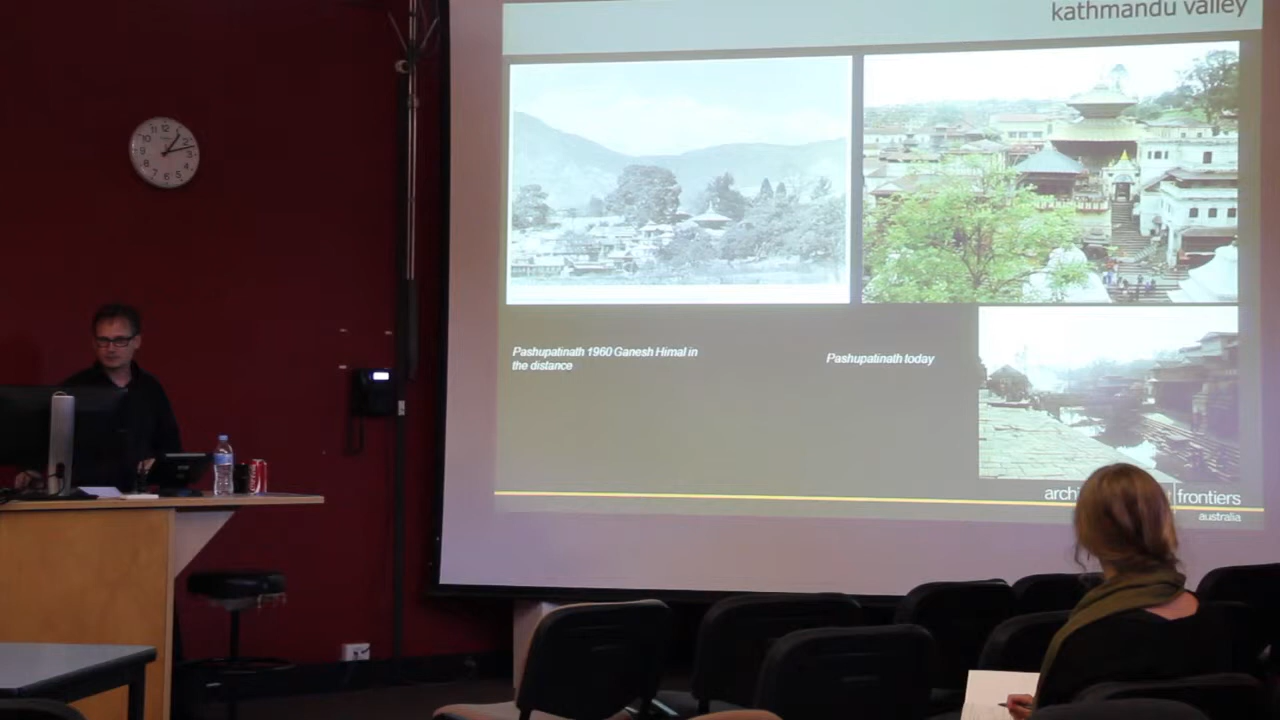 kathmandu valley
Pashupatinath 1960 Ganesh Himal in
the distance
Pashupatinath today
frontiers
australia